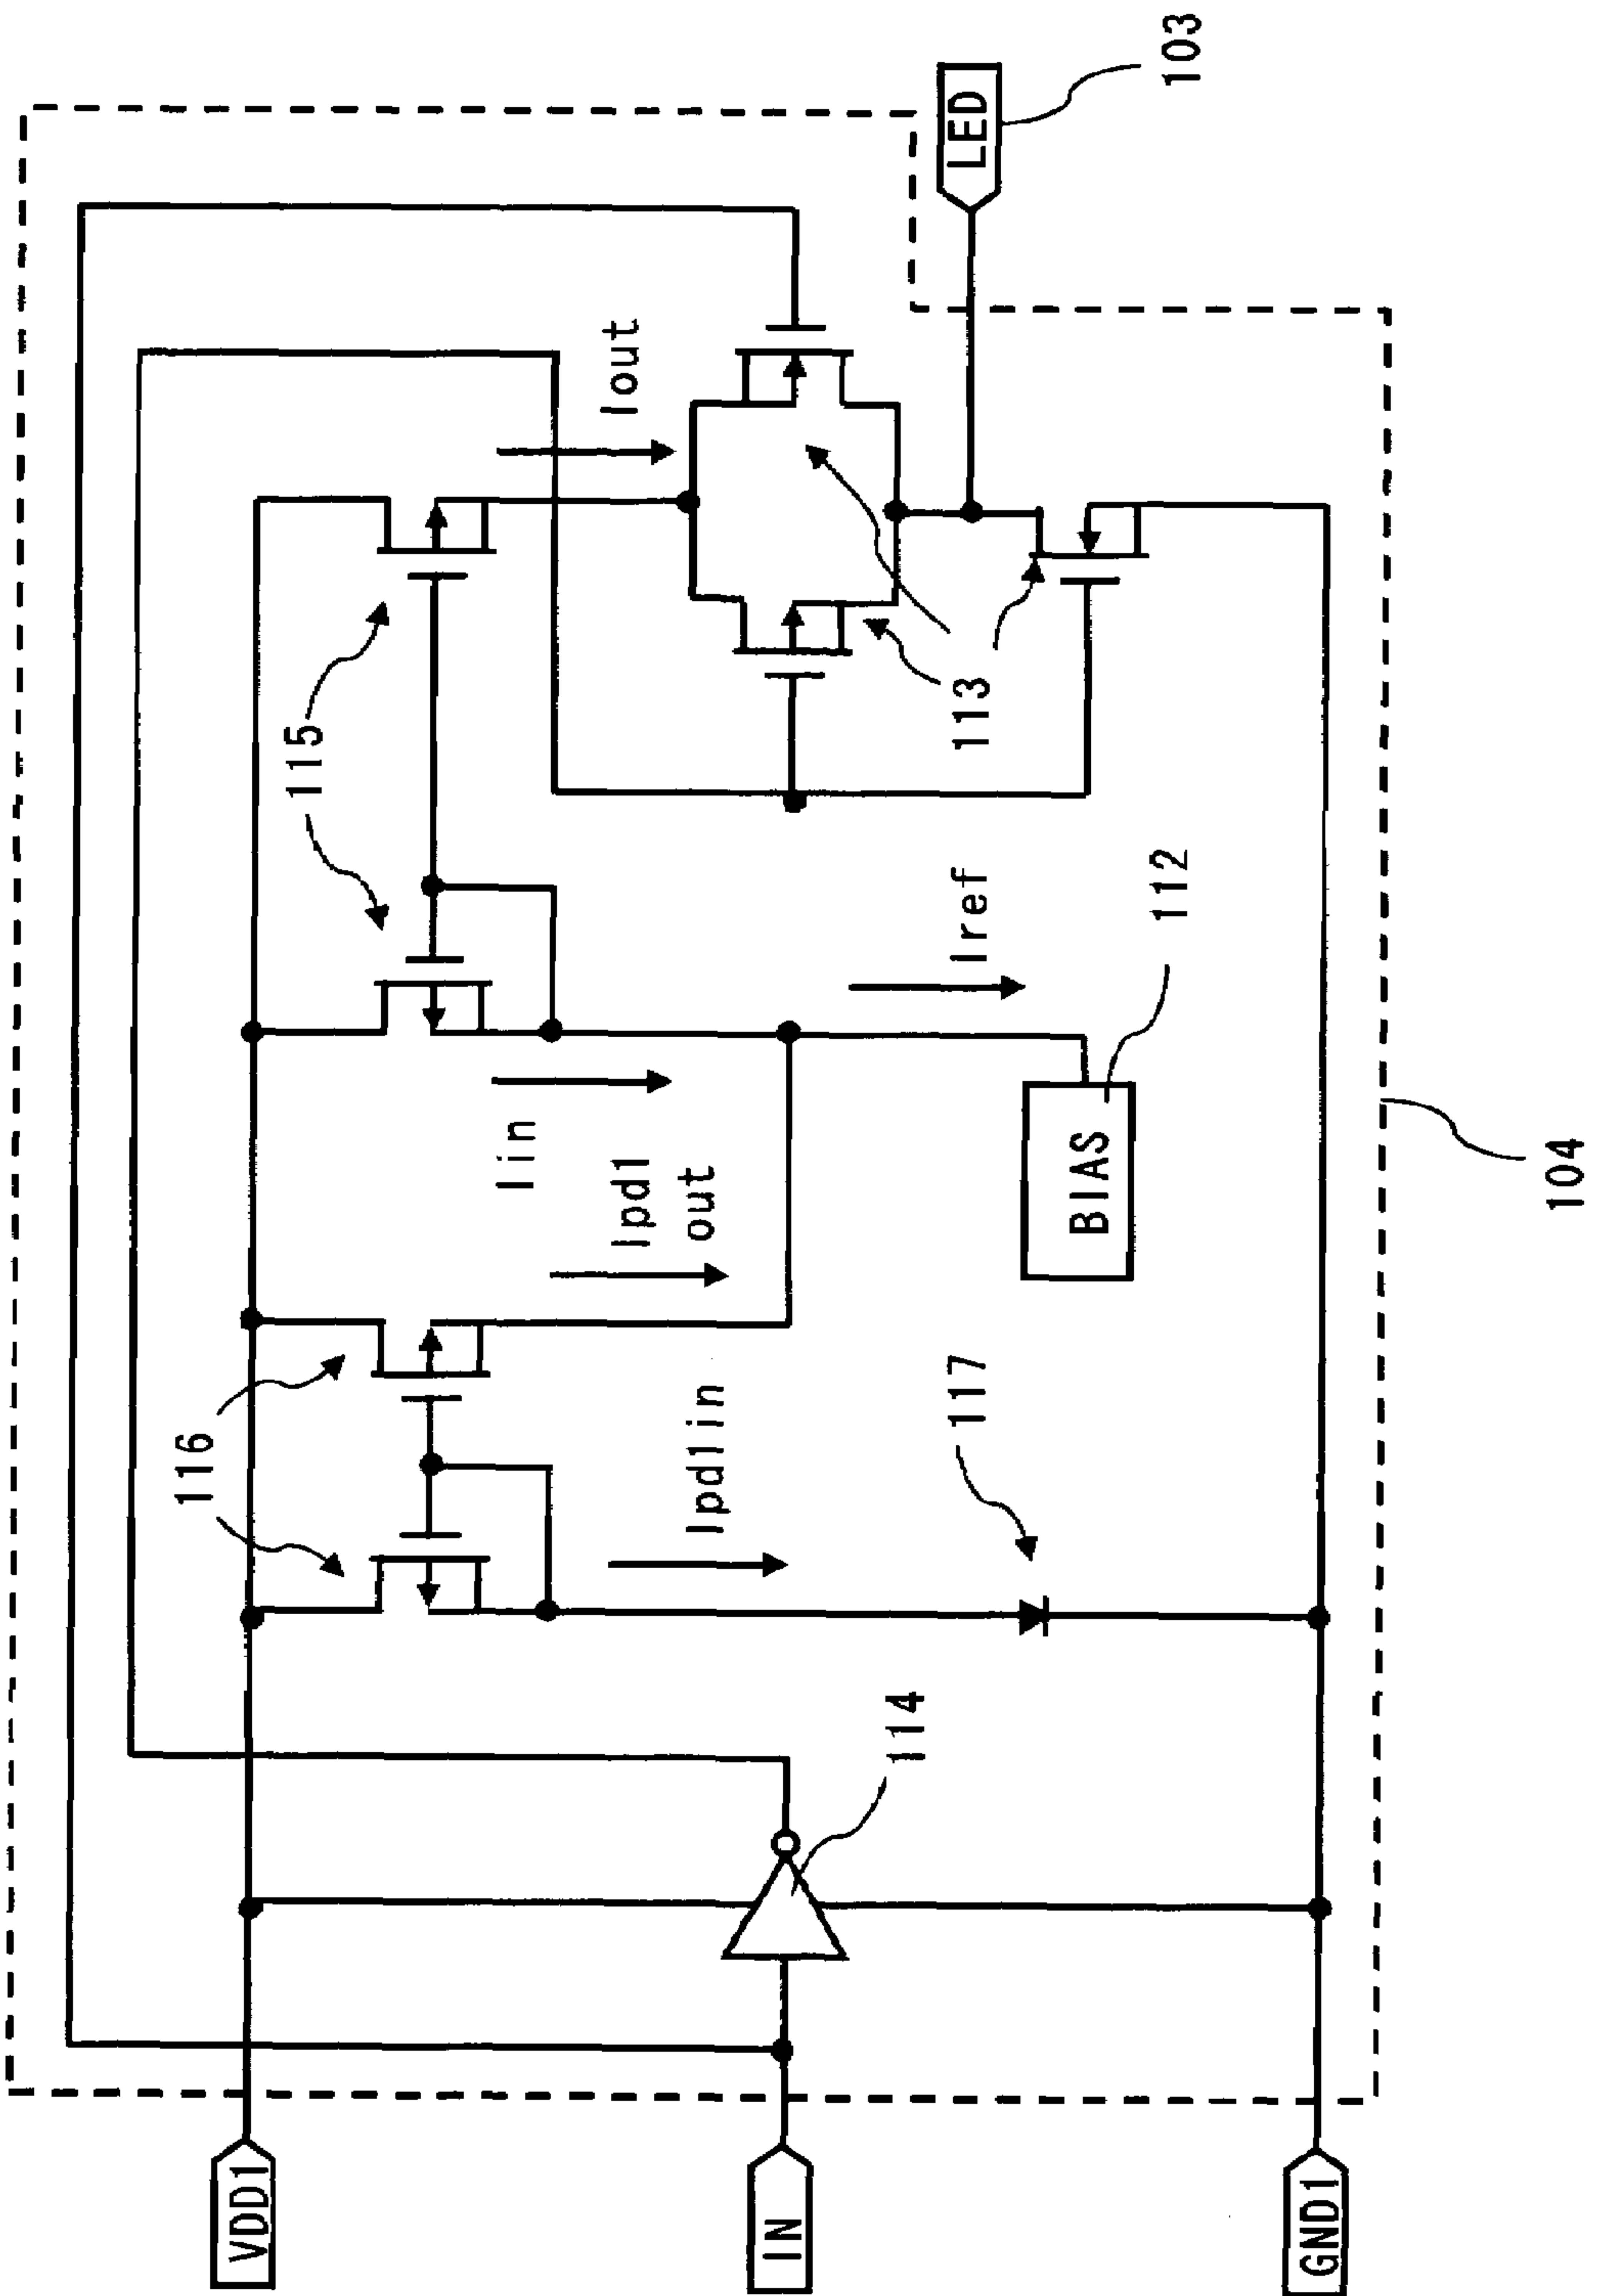 VDD1
IN
GND1
114
116
Ipd1in
117
Ipd1
out
Iin
BIAS
112
Iref
115
113
Iout
LED
103
104